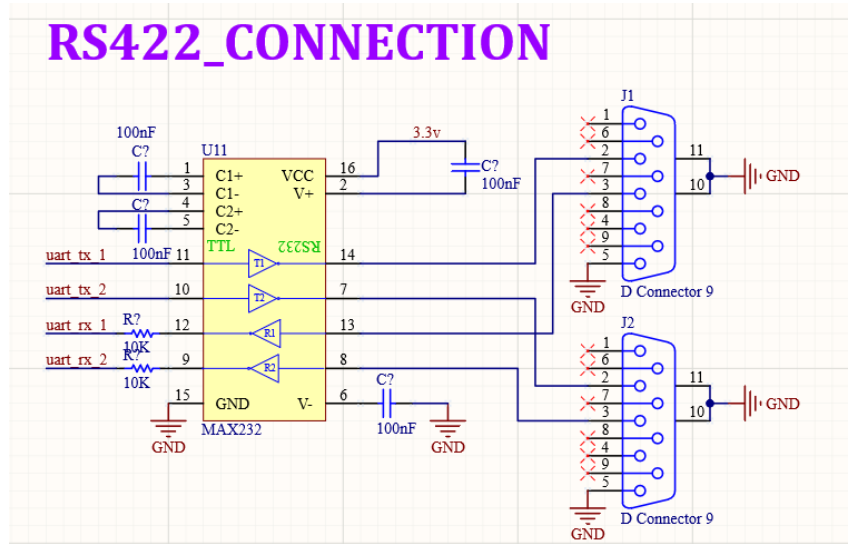 RS422_CONNECTION
100nF
C?
C?
100nF
U11
1 C1+
3 C1-
4 C2+
5 C2-
TTL
RS232
VCC 16
V+ 2
3.3v
C?
100nF
uart_tx_1 11 T1 14
uart_tx_2 10 T2 7
uart_rx_1 R? 10K 12 R1 13
uart_rx_2 R? 10K 9 R2 8
15 GND
V- 6
C?
100nF
GND
GND
MAX232
J1
1
6
2
7
3
8
4
9
5
11
10
GND
GND
D Connector 9
J2
1
6
2
7
3
8
4
9
5
11
10
GND
GND
D Connector 9